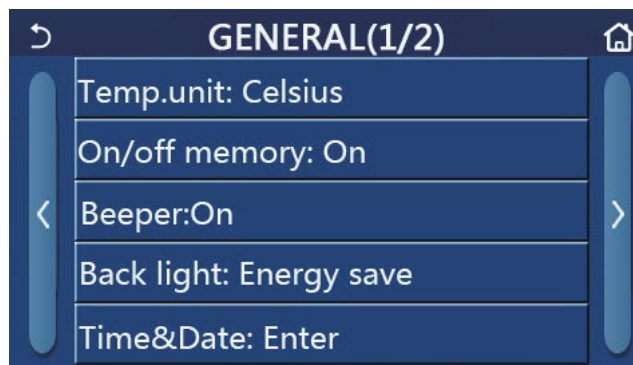 GENERAL(1/2)
Temp.unit: Celsius
On/off memory: On
Beeper:On
Back light: Energy save
Time&Date: Enter